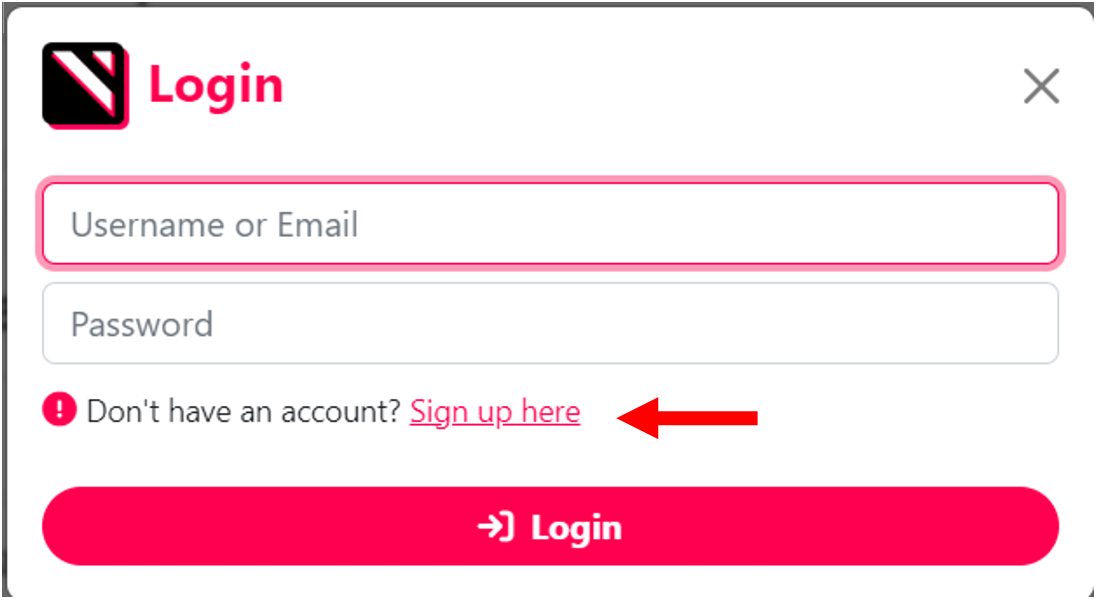 Login
Username or Email
Password
Don't have an account? Sign up here
Login